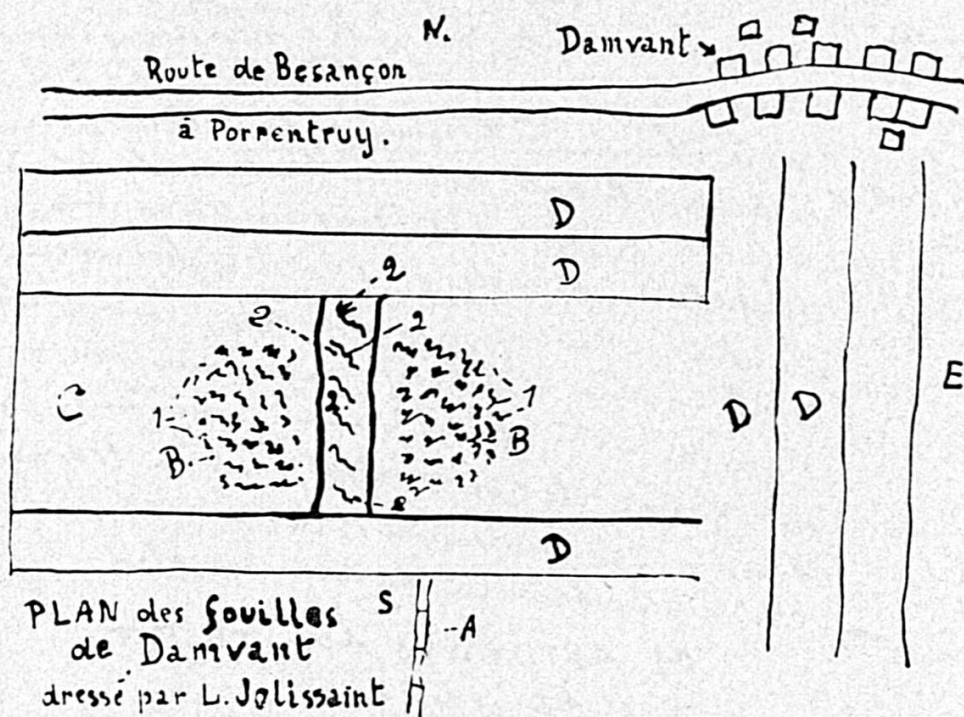 N.
Damvant
Route de Besançon
à Porrentruy.
D
D
2
2
2
C
1
1
B
B
2
D
D
E
D
S
A
PLAN des fouilles
de Damvant
dressé par L. Jolissaint